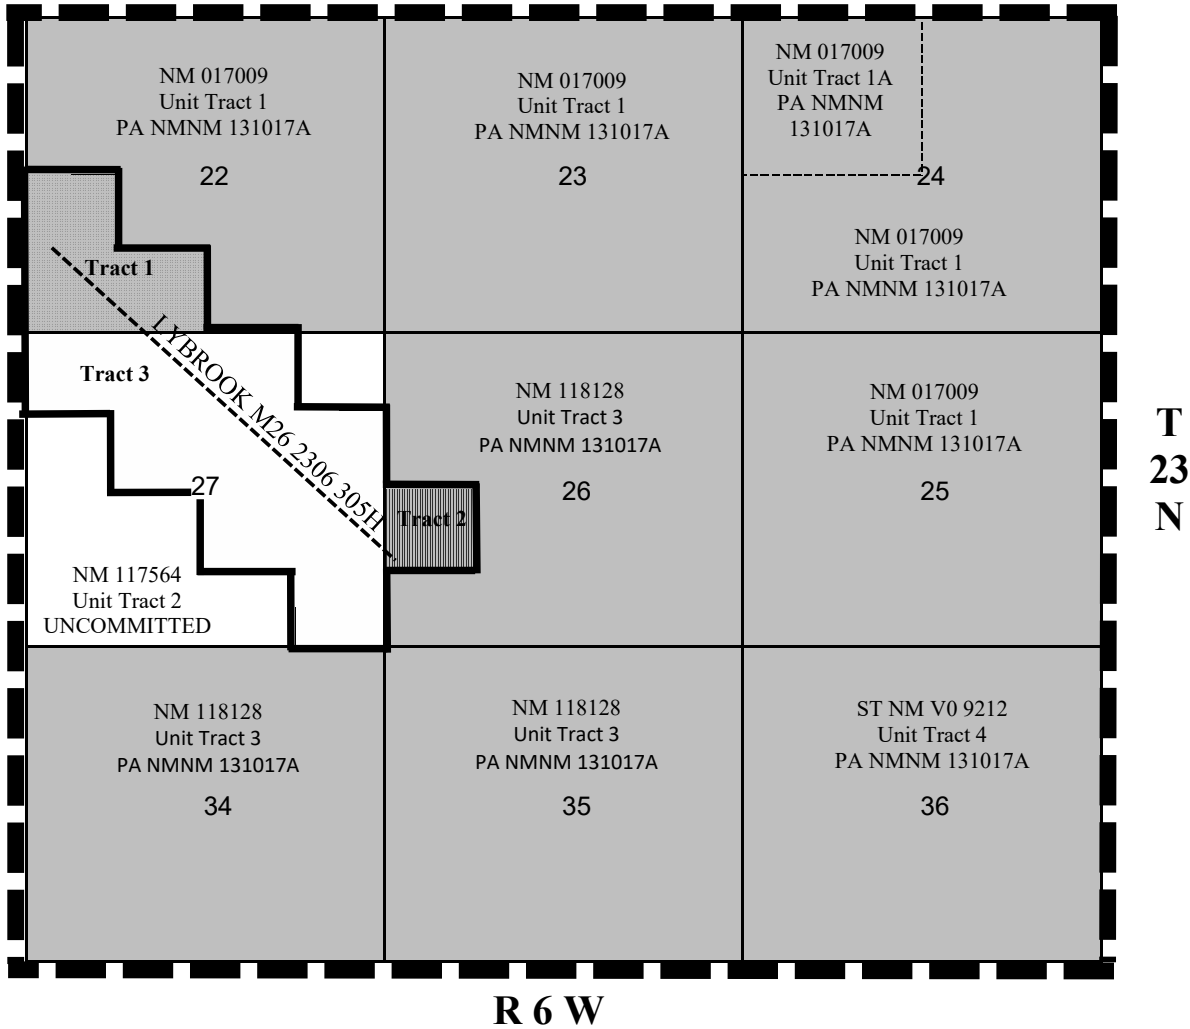 NM 017009
Unit Tract 1
PA NMNM 131017A
22
NM 017009
Unit Tract 1
PA NMNM 131017A
23
NM 017009
Unit Tract 1A
PA NMNM
131017A
24
NM 017009
Unit Tract 1
PA NMNM 131017A
Tract 1
LYBROOK M26 2306 305H
Tract 3
27
NM 117564
Unit Tract 2
UNCOMMITTED
NM 118128
Unit Tract 3
PA NMNM 131017A
26
Tract 2
NM 017009
Unit Tract 1
PA NMNM 131017A
25
T
23
N
NM 118128
Unit Tract 3
PA NMNM 131017A
34
NM 118128
Unit Tract 3
PA NMNM 131017A
35
ST NM V0 9212
Unit Tract 4
PA NMNM 131017A
36
R 6 W